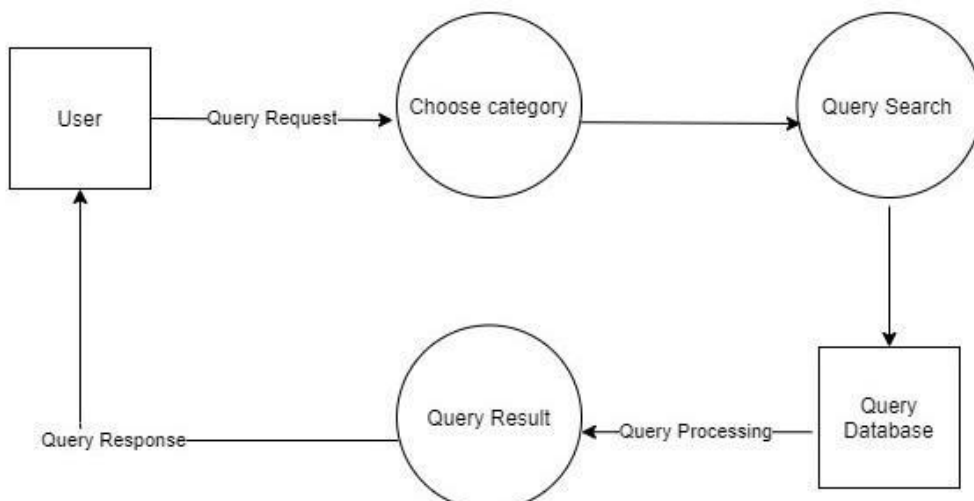 User
Query Request
Choose category
Query Search
Query
Database
Query Processing
Query Result
Query Response